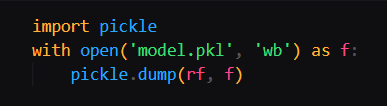 import pickle
with open('model.pkl', 'wb') as f:
    pickle.dump(rf, f)